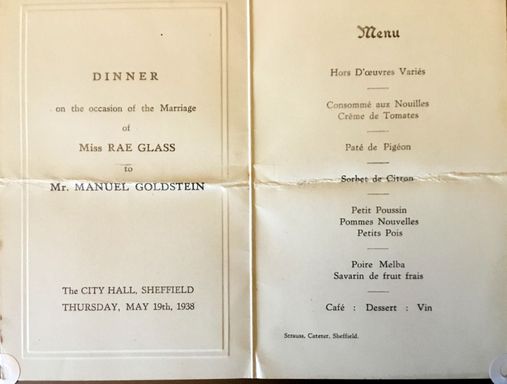 DINNER
on the occasion of the Marriage
of
Miss RAE GLASS
to
Mr. MANUEL GOLDSTEIN
The CITY HALL, SHEFFIELD
THURSDAY, MAY 19th, 1938
Menu
Hors D'œuvres Variés
Consommé aux Nouilles
Crême de Tomates
Paté de Pigéon
Sorbet de Citron
Petit Poussin
Pommes Nouvelles
Petits Pois
Poire Melba
Savarin de fruit frais
Café : Dessert : Vin
Strauss, Caterer, Sheffield.